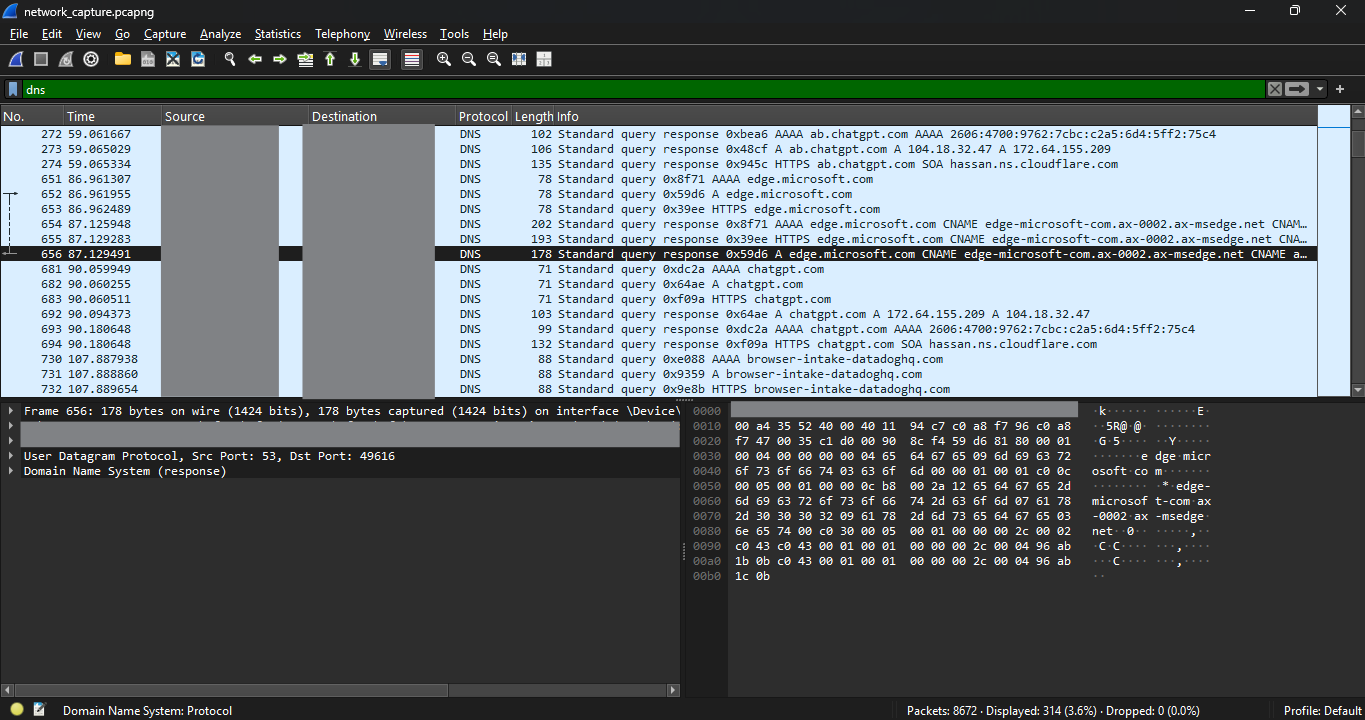 network_capture.pcapng
File Edit View Go Capture Analyze Statistics Telephony Wireless Tools Help
dns
No. Time Source Destination Protocol Length Info
272 59.061667 DNS 102 Standard query response 0xbea6 AAAA ab.chatgpt.com AAAA 2606:4700:9762:7cbc:c2a5:6d4:5ff2:75c4
273 59.065029 DNS 106 Standard query response 0x48cf A ab.chatgpt.com A 104.18.32.47 A 172.64.155.209
274 59.065334 DNS 135 Standard query response 0x945c HTTPS ab.chatgpt.com SOA hassan.ns.cloudflare.com
651 86.961307 DNS 78 Standard query 0x8f71 AAAA edge.microsoft.com
652 86.961955 DNS 78 Standard query 0x59d6 A edge.microsoft.com
653 86.962489 DNS 78 Standard query 0x39ee HTTPS edge.microsoft.com
654 87.125948 DNS 202 Standard query response 0x8f71 AAAA edge.microsoft.com CNAME edge-microsoft-com.ax-0002.ax-msedge.net CNAM…
655 87.129283 DNS 193 Standard query response 0x39ee HTTPS edge.microsoft.com CNAME edge-microsoft-com.ax-0002.ax-msedge.net CNA…
656 87.129491 DNS 178 Standard query response 0x59d6 A edge.microsoft.com CNAME edge-microsoft-com.ax-0002.ax-msedge.net CNAME a…
681 90.059949 DNS 71 Standard query 0xdc2a AAAA chatgpt.com
682 90.060255 DNS 71 Standard query 0x64ae A chatgpt.com
683 90.060511 DNS 71 Standard query 0xf09a HTTPS chatgpt.com
692 90.094373 DNS 103 Standard query response 0x64ae A chatgpt.com A 172.64.155.209 A 104.18.32.47
693 90.180648 DNS 99 Standard query response 0xdc2a AAAA chatgpt.com AAAA 2606:4700:9762:7cbc:c2a5:6d4:5ff2:75c4
694 90.180648 DNS 132 Standard query response 0xf09a HTTPS chatgpt.com SOA hassan.ns.cloudflare.com
730 107.887938 DNS 88 Standard query 0xe088 AAAA browser-intake-datadoghq.com
731 107.888860 DNS 88 Standard query 0x9359 A browser-intake-datadoghq.com
732 107.889654 DNS 88 Standard query 0x9e8b HTTPS browser-intake-datadoghq.com
Frame 656: 178 bytes on wire (1424 bits), 178 bytes captured (1424 bits) on interface \Device\
User Datagram Protocol, Src Port: 53, Dst Port: 49616
Domain Name System (response)
0000 ·k······ ······E·
0010 00 a4 35 52 40 00 40 11 94 c7 c0 a8 f7 96 c0 a8 ··5R@·@· ········
0020 f7 47 00 35 c1 d0 00 90 8c f4 59 d6 81 80 00 01 ·G·5···· ··Y·····
0030 00 04 00 00 00 00 04 65 64 67 65 09 6d 69 63 72 ·······e dge·micr
0040 6f 73 6f 66 74 03 63 6f 6d 00 00 01 00 01 c0 0c osoft·co m·······
0050 00 05 00 01 00 00 0c b8 00 2a 12 65 64 67 65 2d ········ ·*·edge-
0060 6d 69 63 72 6f 73 6f 66 74 2d 63 6f 6d 07 61 78 microsof t-com·ax
0070 2d 30 30 30 32 09 61 78 2d 6d 73 65 64 67 65 03 -0002·ax -msedge·
0080 6e 65 74 00 c0 30 00 05 00 01 00 00 00 2c 00 02 net··0·· ·····,··
0090 c0 43 c0 43 00 01 00 01 00 00 00 2c 00 04 96 ab ·C·C···· ···,····
00a0 1b 0b c0 43 00 01 00 01 00 00 00 2c 00 04 96 ab ···C···· ···,····
00b0 1c 0b ··
Domain Name System: Protocol Packets: 8672 · Displayed: 314 (3.6%) · Dropped: 0 (0.0%) Profile: Default